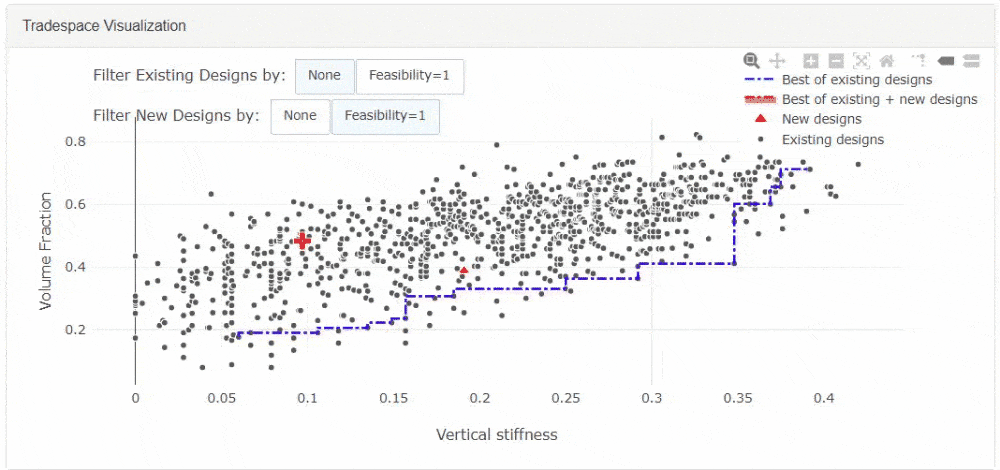 Tradespace Visualization
Filter Existing Designs by: None Feasibility=1
Filter New Designs by: None Feasibility=1
Best of existing designs
Best of existing + new designs
New designs
Existing designs
Volume Fraction
0.8
0.6
0.4
0.2
0 0.05 0.1 0.15 0.2 0.25 0.3 0.35 0.4
Vertical stiffness